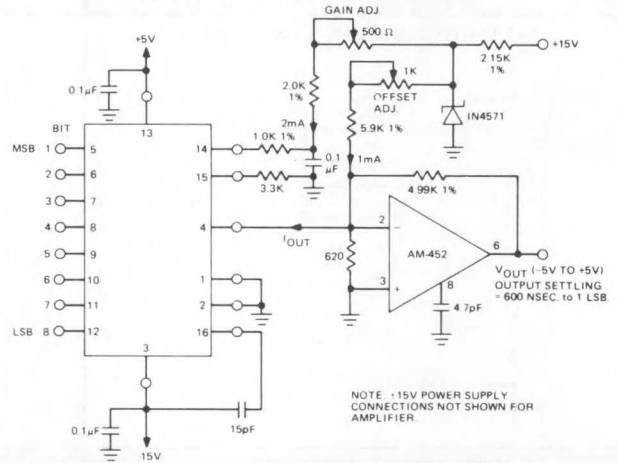 GAIN ADJ.
+5V
500 Ω
2.15K
1%
+15V
0.1µF
2.0K
1%
1K
OFFSET
ADJ.
IN4571
BIT
13
2mA
5.9K 1%
MSB 1 5
14
1.0K 1%
0.1
µF
1mA
2 6
15
3.3K
4.99K 1%
3 7
4 8
4
IOUT
2
−
6
5 9
620
AM-452
6 10
1
3
+
8
VOUT (−5V TO +5V)
OUTPUT SETTLING
= 600 NSEC. to 1 LSB.
7 11
2
4.7pF
LSB 8 12
16
3
0.1µF
15pF
15V
NOTE: +15V POWER SUPPLY
CONNECTIONS NOT SHOWN FOR
AMPLIFIER.